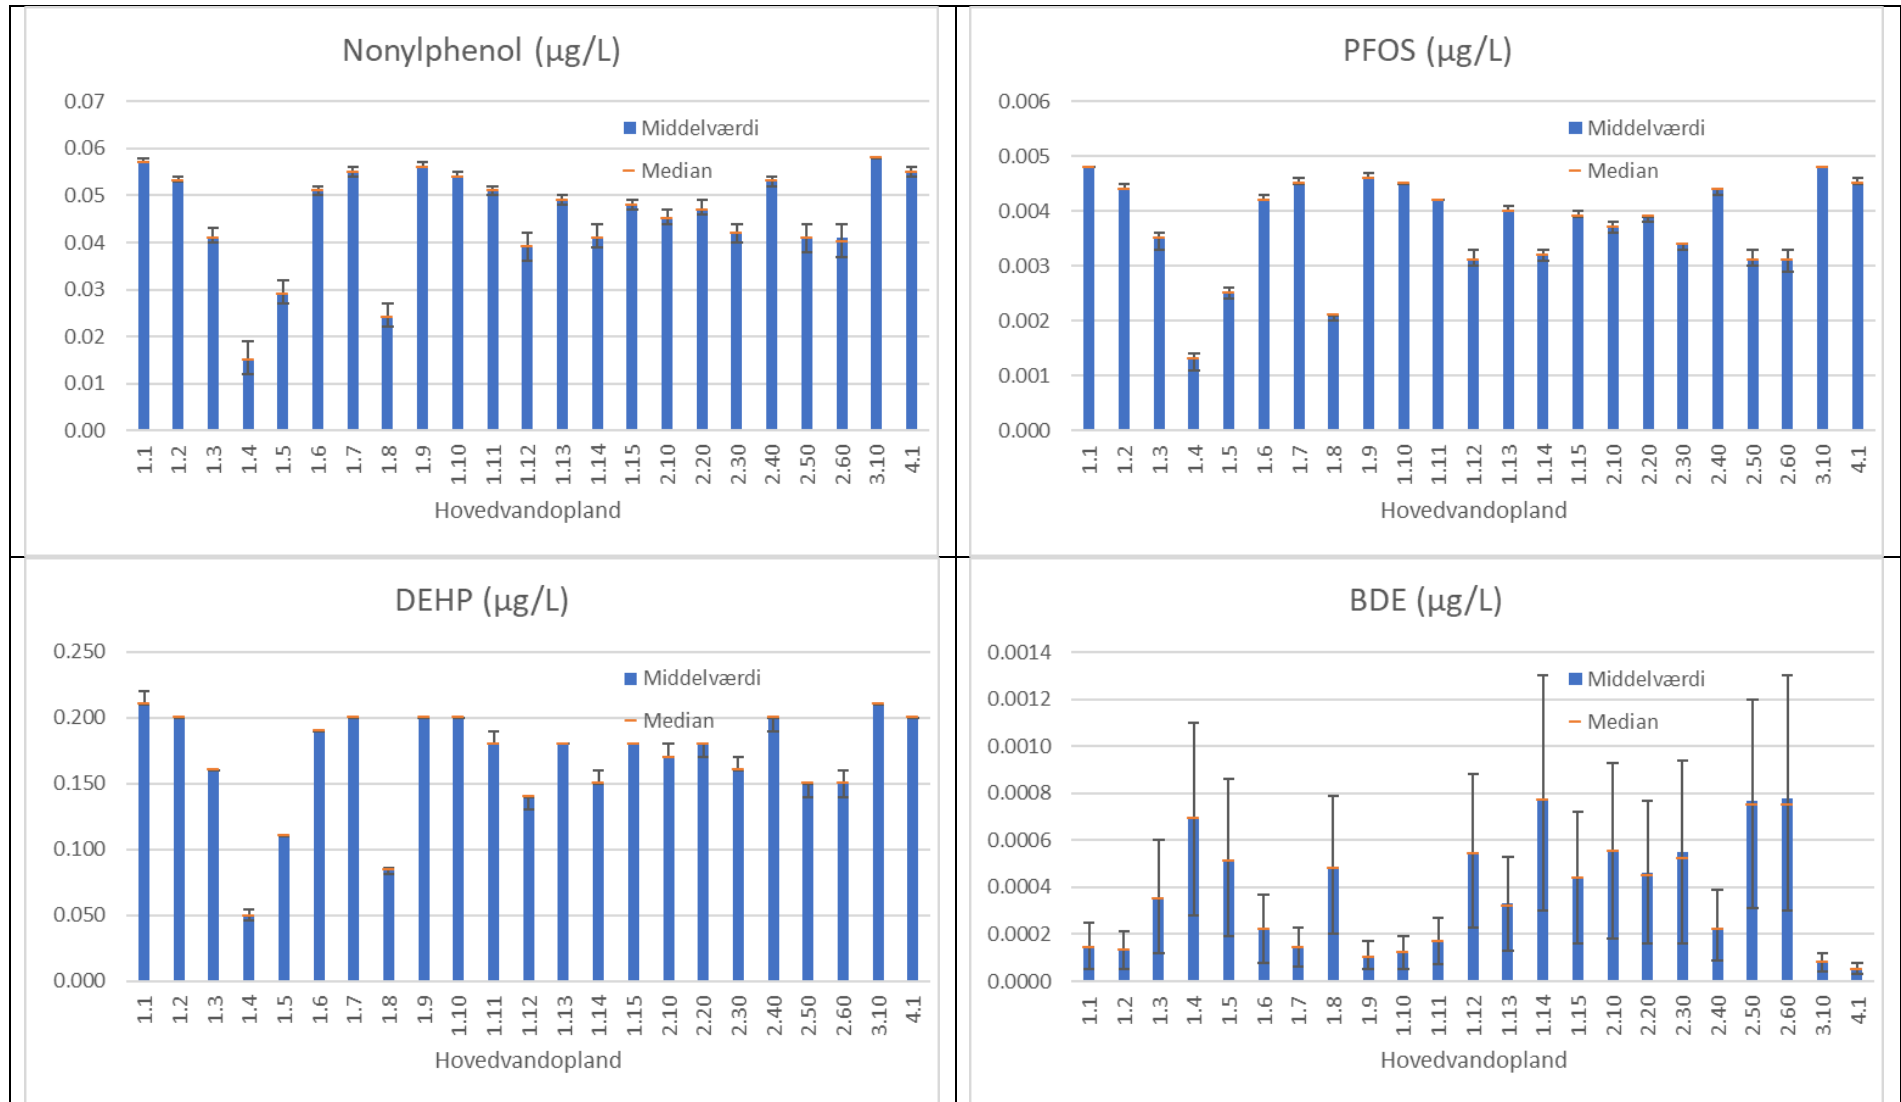 Nonylphenol (µg/L)
0.07
0.06
0.05
0.04
0.03
0.02
0.01
0.00
Middelværdi
Median
1.1 1.2 1.3 1.4 1.5 1.6 1.7 1.8 1.9 1.10 1.11 1.12 1.13 1.14 1.15 2.10 2.20 2.30 2.40 2.50 2.60 3.10 4.1
Hovedvandopland
PFOS (µg/L)
0.006
0.005
0.004
0.003
0.002
0.001
0.000
Middelværdi
Median
1.1 1.2 1.3 1.4 1.5 1.6 1.7 1.8 1.9 1.10 1.11 1.12 1.13 1.14 1.15 2.10 2.20 2.30 2.40 2.50 2.60 3.10 4.1
Hovedvandopland
DEHP (µg/L)
0.250
0.200
0.150
0.100
0.050
0.000
Middelværdi
Median
1.1 1.2 1.3 1.4 1.5 1.6 1.7 1.8 1.9 1.10 1.11 1.12 1.13 1.14 1.15 2.10 2.20 2.30 2.40 2.50 2.60 3.10 4.1
Hovedvandopland
BDE (µg/L)
0.0014
0.0012
0.0010
0.0008
0.0006
0.0004
0.0002
0.0000
Middelværdi
Median
1.1 1.2 1.3 1.4 1.5 1.6 1.7 1.8 1.9 1.10 1.11 1.12 1.13 1.14 1.15 2.10 2.20 2.30 2.40 2.50 2.60 3.10 4.1
Hovedvandopland